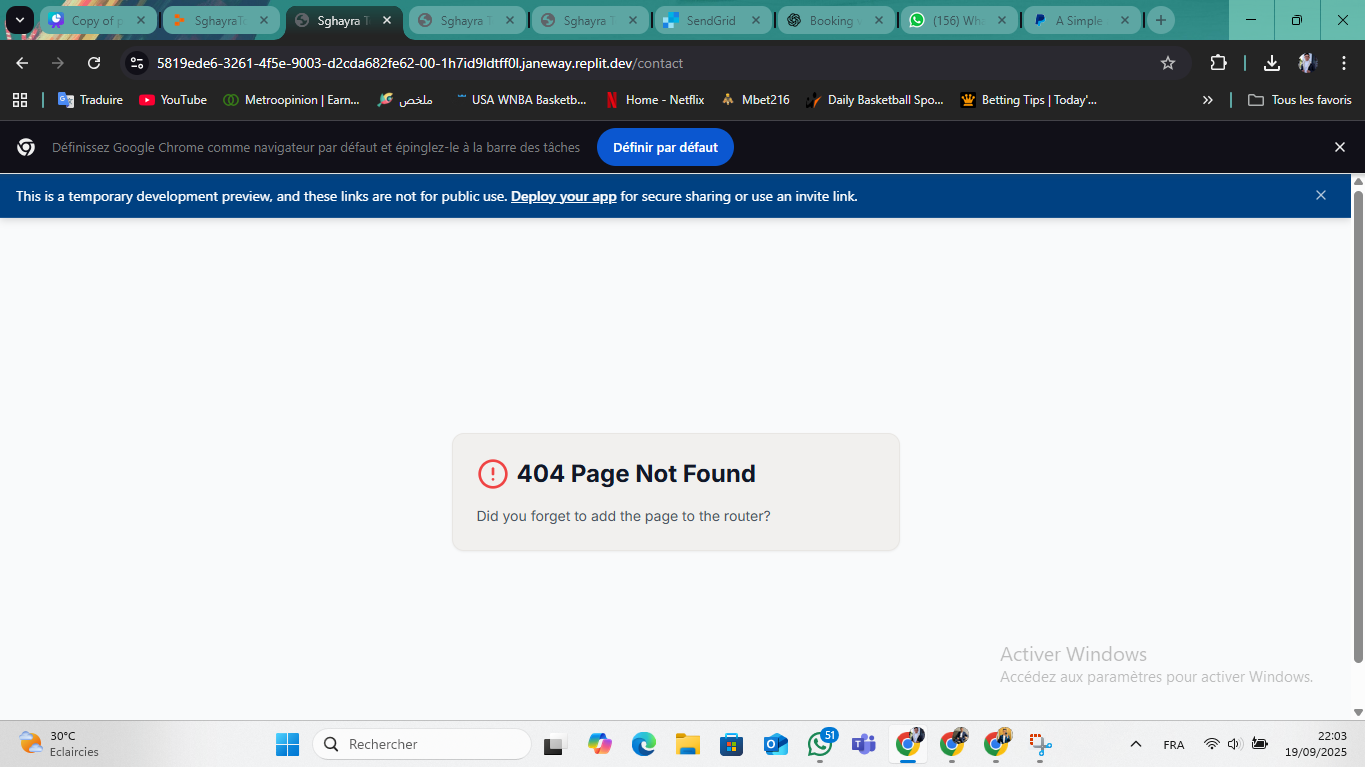 Copy of p
SghayraTo
Sghayra T
Sghayra T
Sghayra T
SendGrid
Booking
(156) Wha
A Simple
5819ede6-3261-4f5e-9003-d2cda682fe62-00-1h7id9ldtff0l.janeway.replit.dev/contact
Traduire
YouTube
Metroopinion | Earn...
ملخص
USA WNBA Basketb...
Home - Netflix
Mbet216
Daily Basketball Spo...
Betting Tips | Today'...
»
Tous les favoris
Définissez Google Chrome comme navigateur par défaut et épinglez-le à la barre des tâches
Définir par défaut
This is a temporary development preview, and these links are not for public use. Deploy your app for secure sharing or use an invite link.
404 Page Not Found
Did you forget to add the page to the router?
Activer Windows
Accédez aux paramètres pour activer Windows.
30°C
Eclaircies
Rechercher
51
FRA
22:03
19/09/2025